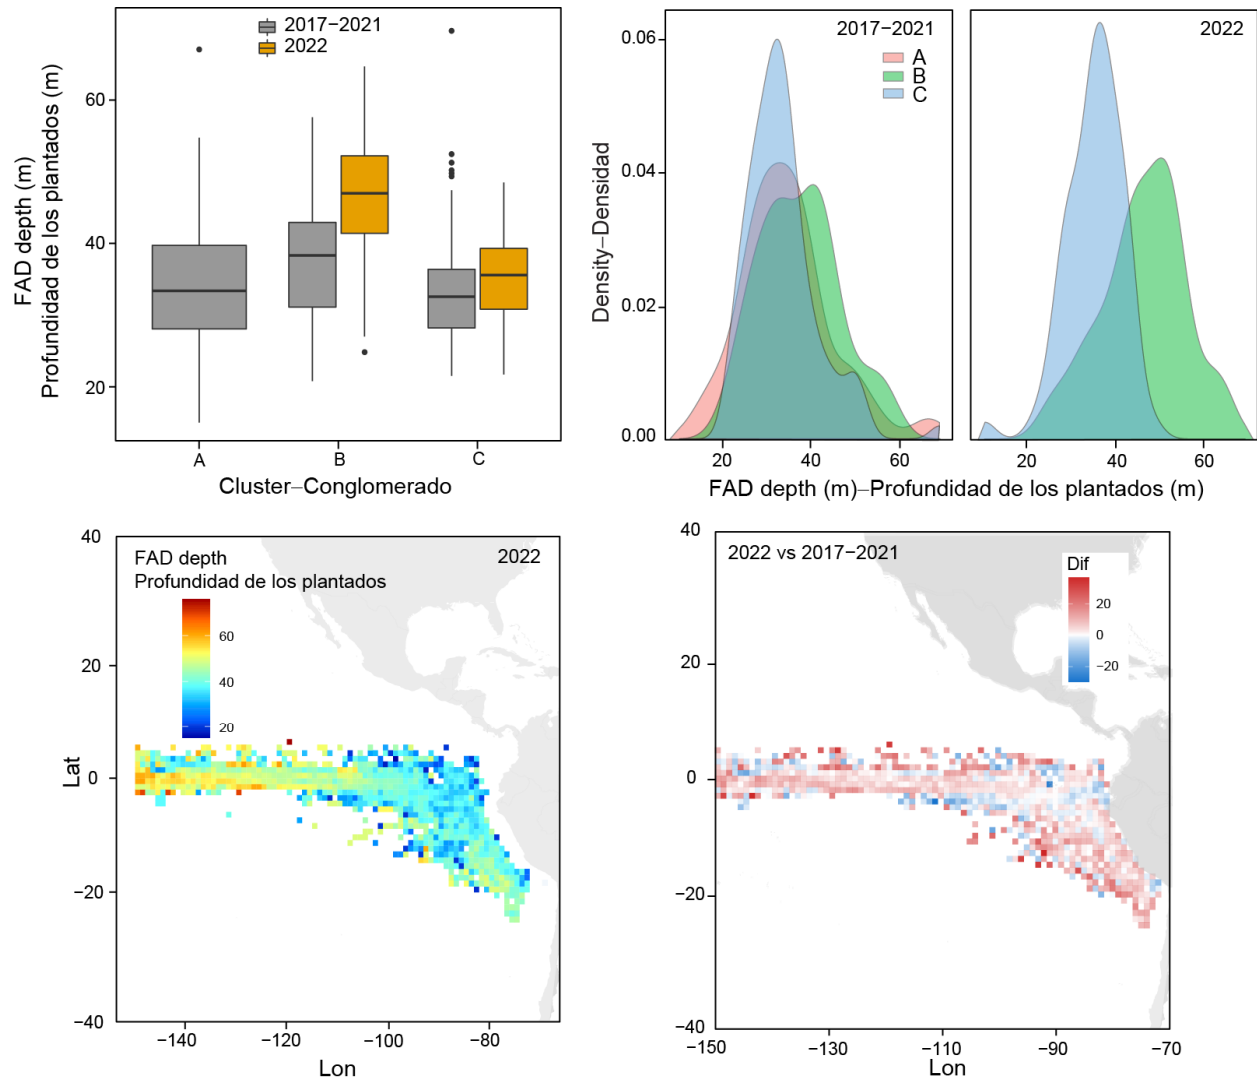 2017−2021
2022
60
40
20
FAD depth (m)
Profundidad de los plantados (m)
A
B
C
Cluster−Conglomerado
2017−2021
A
B
C
2022
0.06
0.04
0.02
0.00
Density−Densidad
20
40
60
20
40
60
FAD depth (m)−Profundidad de los plantados (m)
FAD depth
Profundidad de los plantados
2022
60
40
20
40
20
0
−20
−40
Lat
−140
−120
−100
−80
Lon
2022 vs 2017−2021
Dif
20
0
−20
40
20
0
−20
−40
−150
−130
−110
−90
−70
Lon